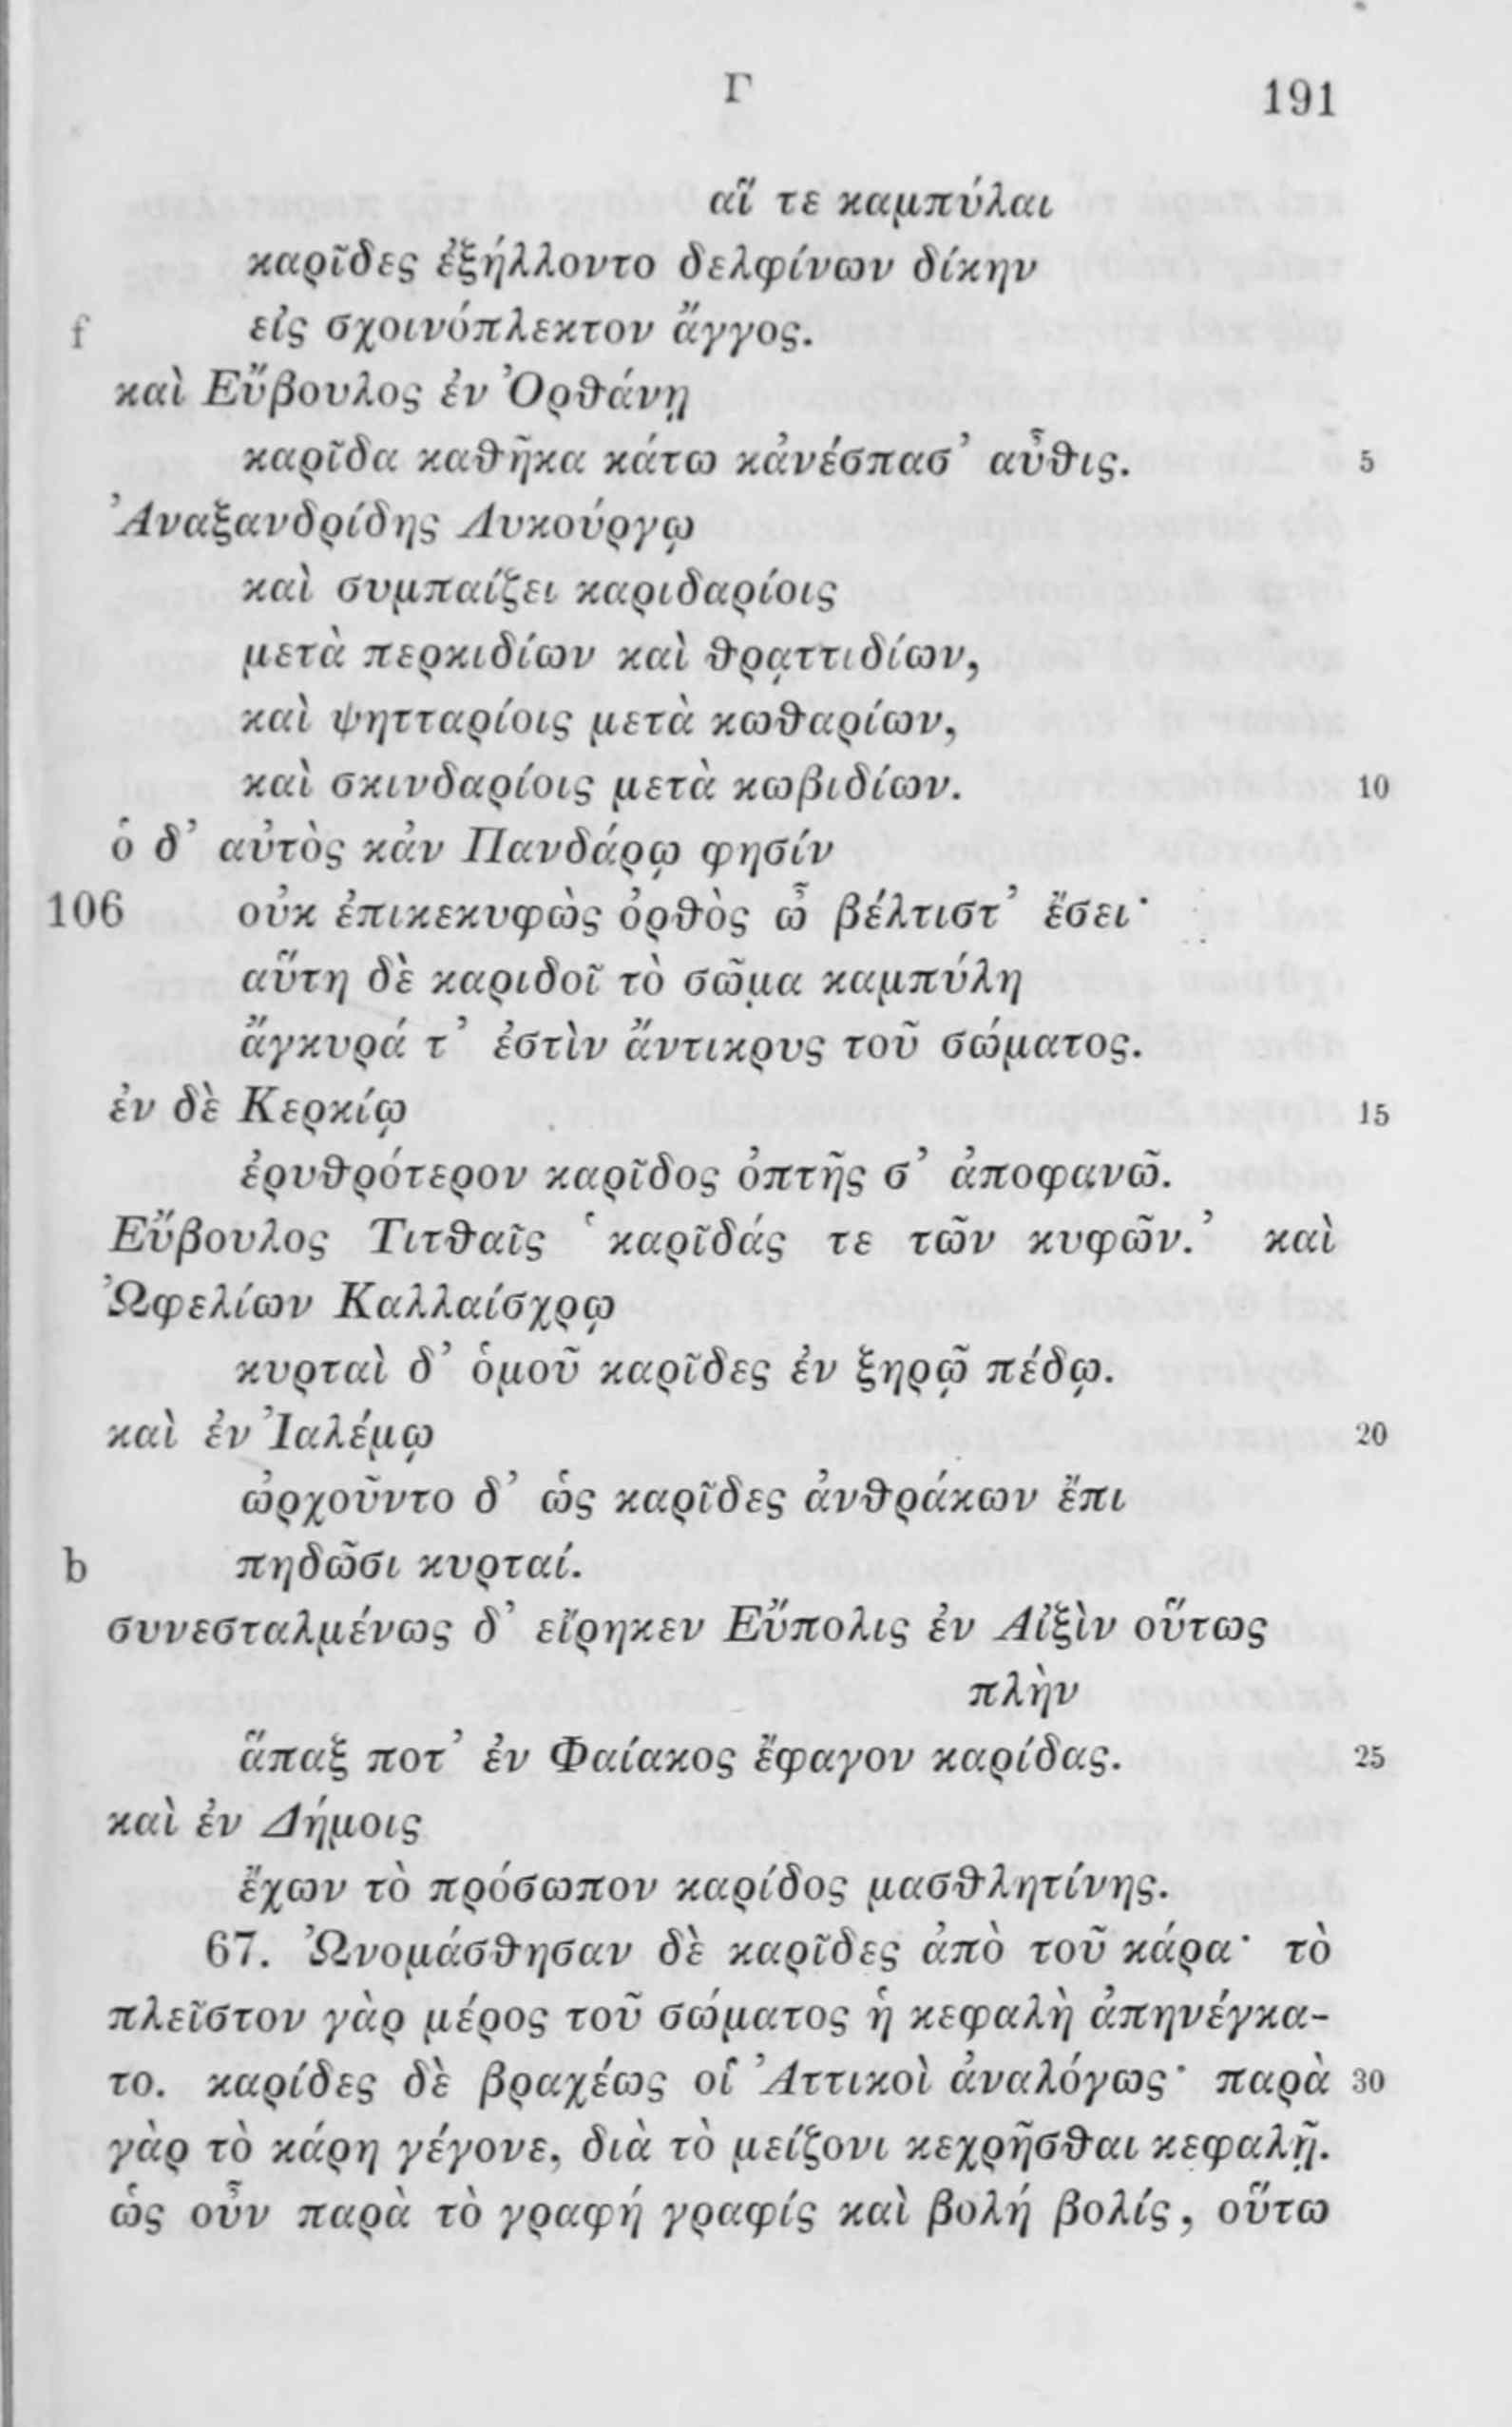 Γ 191
αἵ τε καμπύλαι
καρῖδες ἐξήλλοντο δελφίνων δίκην
f εἰς σχοινόπλεκτον ἄγγος.
καὶ Εὔβουλος ἐν Ὀρθάνῃ
καρῖδα καθῆκα κάτω κἀνέσπασ’ αὖθις. 5
Ἀναξανδρίδης Λυκούργῳ
καὶ συμπαίζει καριδαρίοις
μετὰ περκιδίων καὶ θρᾳττιδίων,
καὶ ψητταρίοις μετὰ κωθαρίων,
καὶ σκινδαρίοις μετὰ κωβιδίων. 10
ὁ δ’ αὐτὸς κἀν Πανδάρῳ φησίν
106 οὐκ ἐπικεκυφὼς ὀρθὸς ὦ βέλτιστ’ ἔσει·
αὕτη δὲ καριδοῖ τὸ σῶμα καμπύλη
ἄγκυρά τ’ ἐστὶν ἄντικρυς τοῦ σώματος.
ἐν δὲ Κερκίῳ 15
ἐρυθρότερον καρῖδος ὀπτῆς σ’ ἀποφανῶ.
Εὔβουλος Τιτθαῖς ‘καρῖδάς τε τῶν κυφῶν.’ καὶ
Ὠφελίων Καλλαίσχρῳ
κυρταὶ δ’ ὁμοῦ καρῖδες ἐν ξηρῷ πέδῳ.
καὶ ἐν Ἰαλέμῳ 20
ὠρχοῦντο δ’ ὡς καρῖδες ἀνθράκων ἔπι
b πηδῶσι κυρταί.
συνεσταλμένως δ’ εἴρηκεν Εὔπολις ἐν Αἰξὶν οὕτως
πλὴν
ἅπαξ ποτ’ ἐν Φαίακος ἔφαγον καρίδας. 25
καὶ ἐν Δήμοις
ἔχων τὸ πρόσωπον καρίδος μασθλητίνης.
67. Ὠνομάσθησαν δὲ καρῖδες ἀπὸ τοῦ κάρα· τὸ
πλεῖστον γὰρ μέρος τοῦ σώματος ἡ κεφαλὴ ἀπηνέγκα-
το. καρίδες δὲ βραχέως οἱ Ἀττικοὶ ἀναλόγως· παρὰ 30
γὰρ τὸ κάρη γέγονε, διὰ τὸ μείζονι κεχρῆσθαι κεφαλῇ.
ὡς οὖν παρὰ τὸ γραφή γραφίς καὶ βολή βολίς, οὕτω